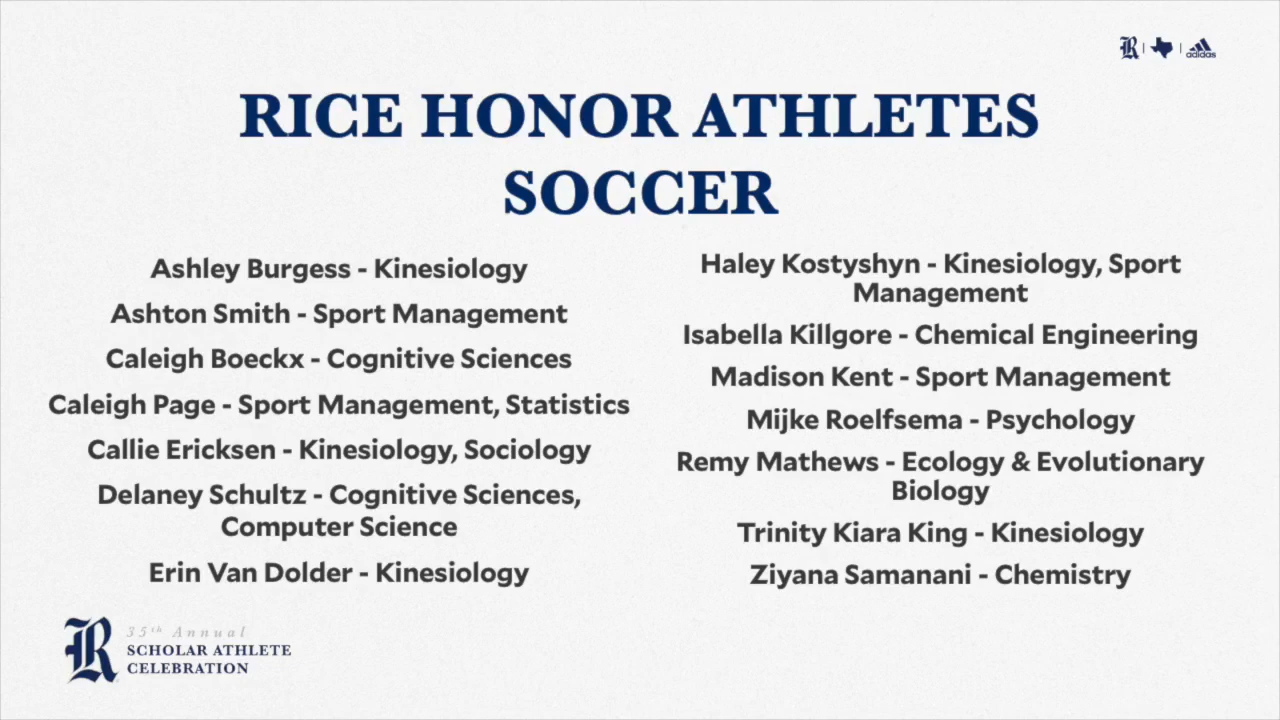 adidas
RICE HONOR ATHLETES
SOCCER
Ashley Burgess - Kinesiology
Ashton Smith - Sport Management
Caleigh Boeckx - Cognitive Sciences
Caleigh Page - Sport Management, Statistics
Callie Ericksen - Kinesiology, Sociology
Delaney Schultz - Cognitive Sciences,
Computer Science
Erin Van Dolder - Kinesiology
Haley Kostyshyn - Kinesiology, Sport
Management
Isabella Killgore - Chemical Engineering
Madison Kent - Sport Management
Mijke Roelfsema - Psychology
Remy Mathews - Ecology & Evolutionary
Biology
Trinity Kiara King - Kinesiology
Ziyana Samanani - Chemistry
R
35th Annual
SCHOLAR ATHLETE
CELEBRATION